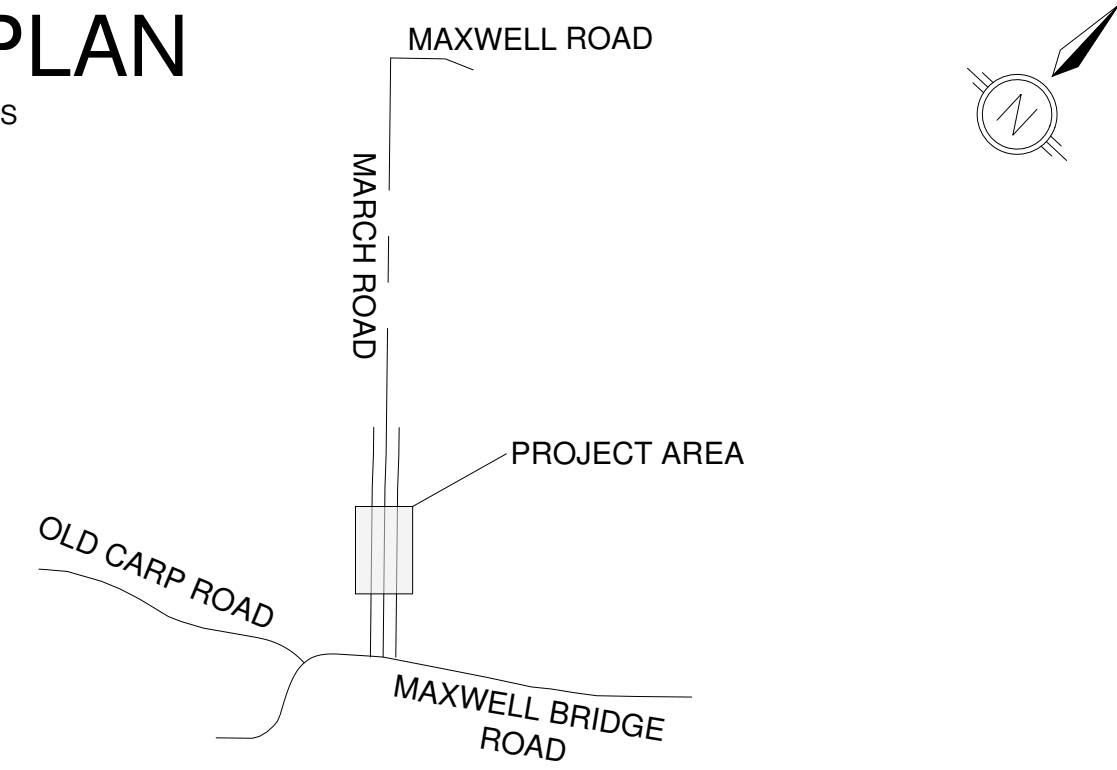 PLAN
MAXWELL ROAD
S
MARCH ROAD
N
PROJECT AREA
OLD CARP ROAD
MAXWELL BRIDGE
ROAD